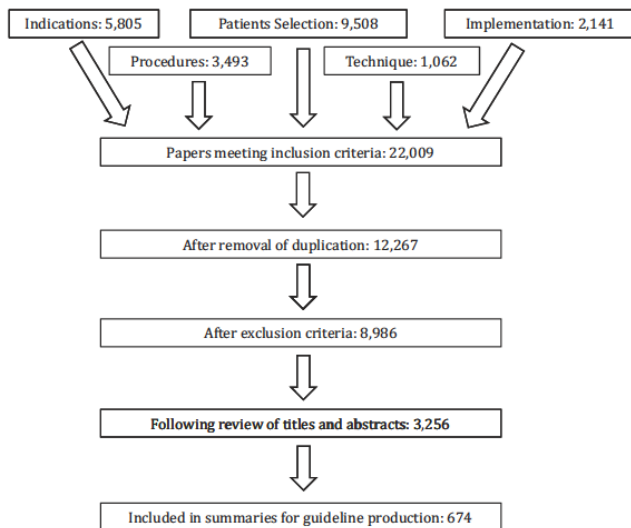 Indications: 5,805
Patients Selection: 9,508
Implementation: 2,141
Procedures: 3,493
Technique: 1,062
Papers meeting inclusion criteria: 22,009
After removal of duplication: 12,267
After exclusion criteria: 8,986
Following review of titles and abstracts: 3,256
Included in summaries for guideline production: 674